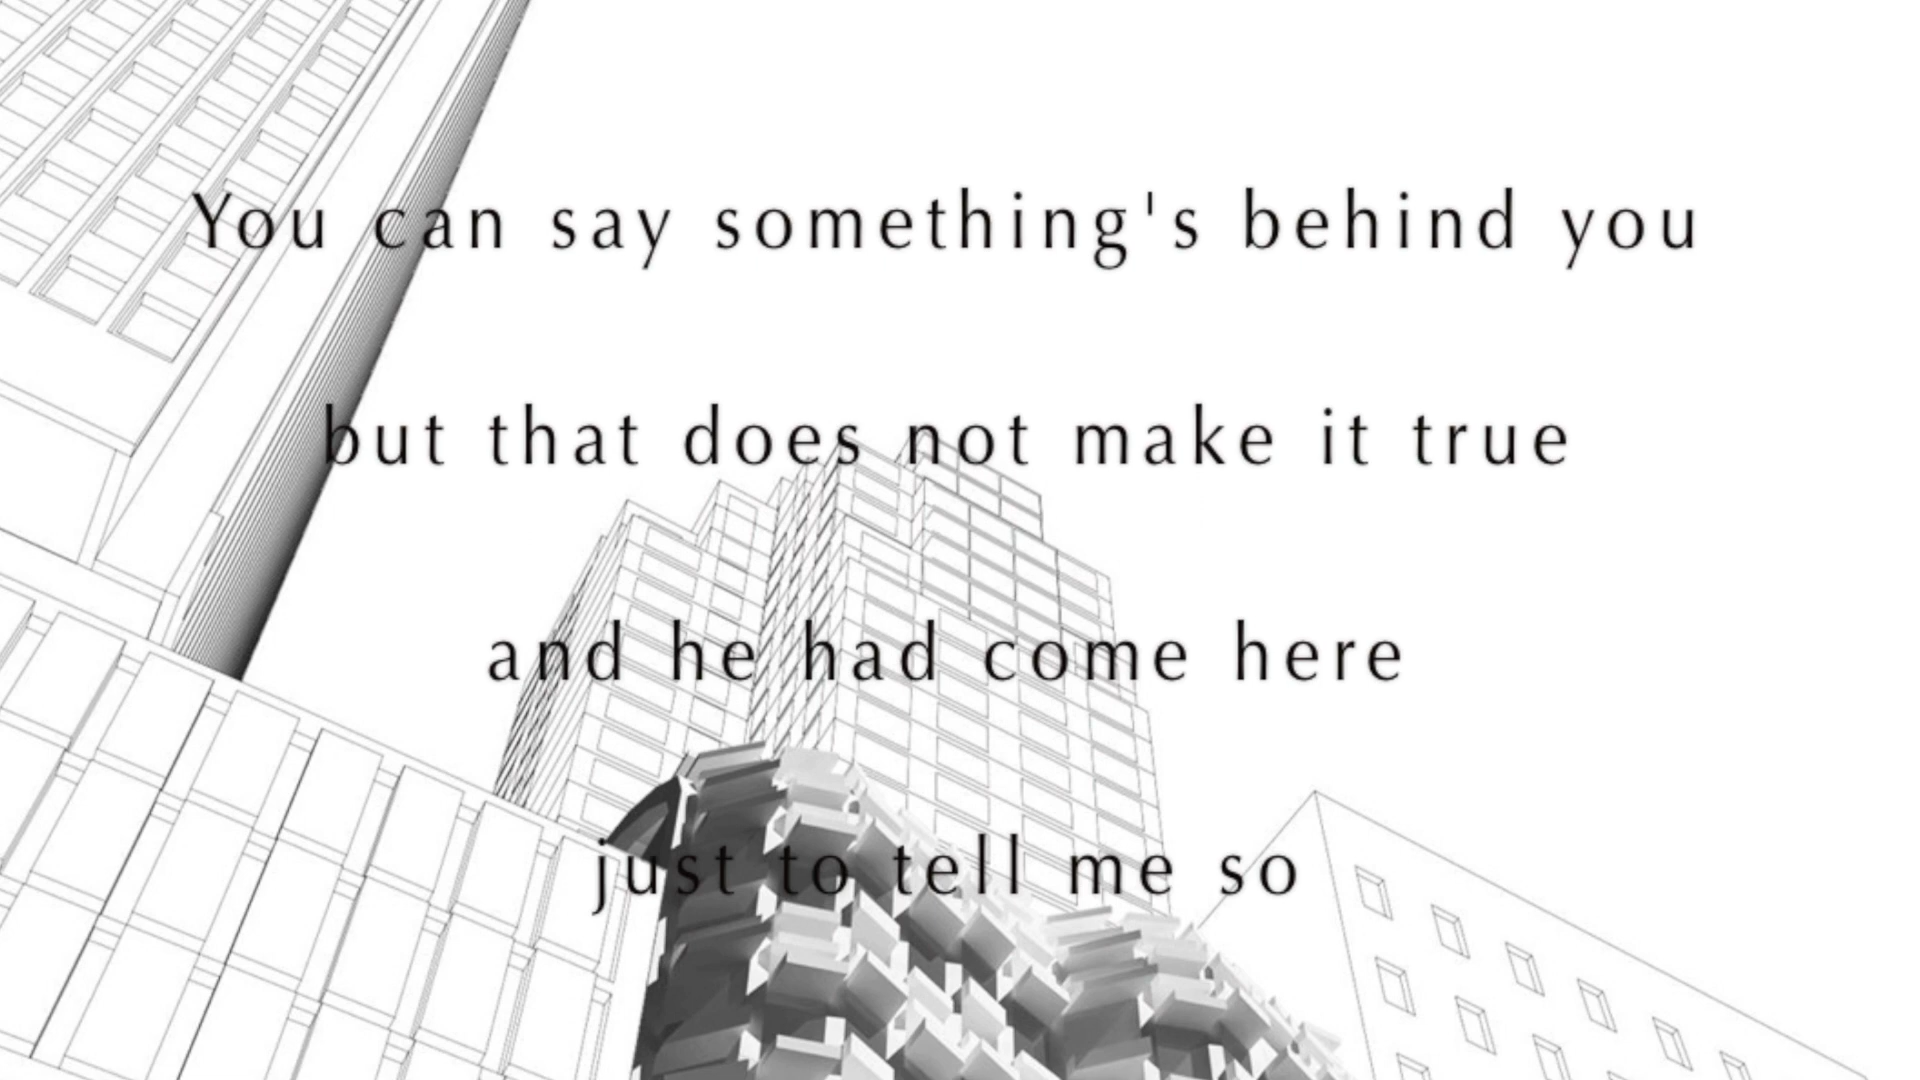 You can say something's behind you
but that does not make it true
and he had come here
just to tell me so